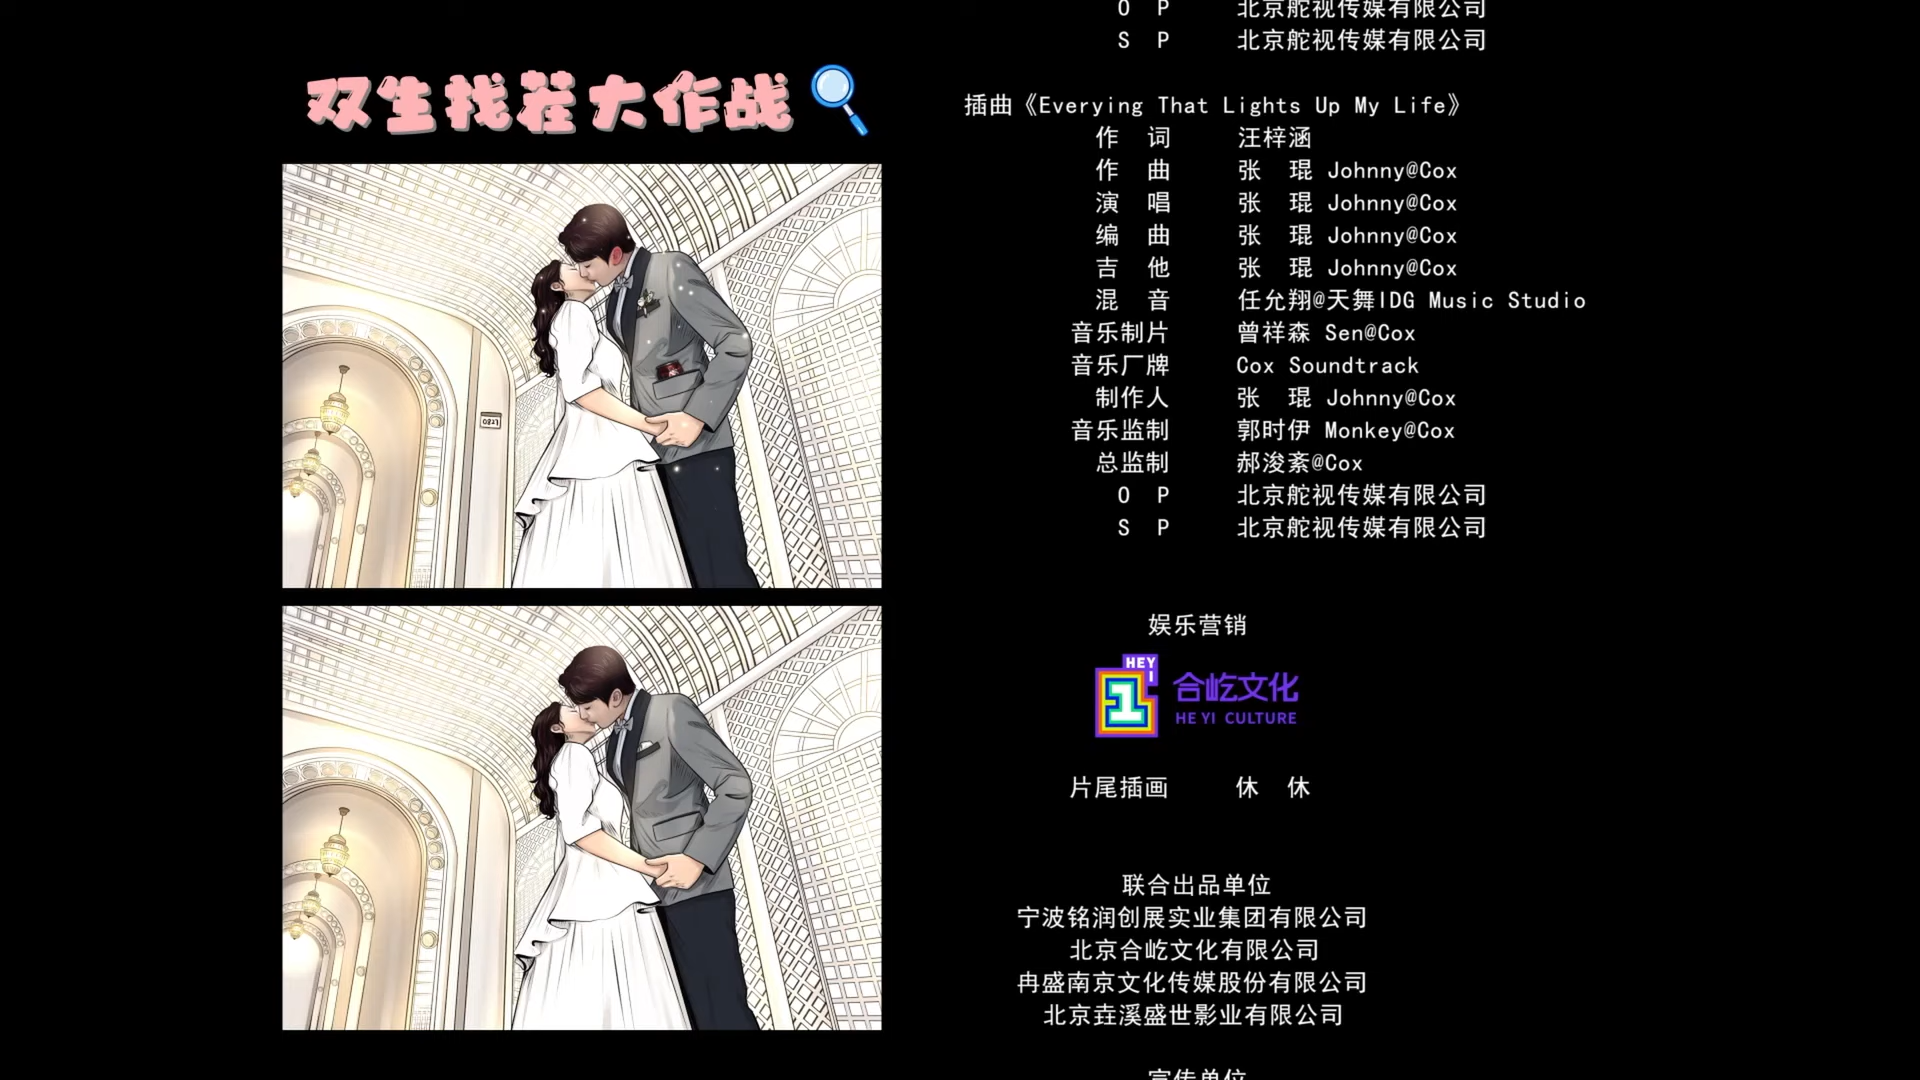 双生找茬大作战
0827
O P 北京舵视传媒有限公司
S P 北京舵视传媒有限公司
插曲《Everying That Lights Up My Life》
作 词 汪梓涵
作 曲 张 琨 Johnny@Cox
演 唱 张 琨 Johnny@Cox
编 曲 张 琨 Johnny@Cox
吉 他 张 琨 Johnny@Cox
混 音 任允翔@天舞IDG Music Studio
音乐制片 曾祥森 Sen@Cox
音乐厂牌 Cox Soundtrack
制作人 张 琨 Johnny@Cox
音乐监制 郭时伊 Monkey@Cox
总监制 郝浚紊@Cox
O P 北京舵视传媒有限公司
S P 北京舵视传媒有限公司
娱乐营销
HEY I
1
合屹文化
HE YI CULTURE
片尾插画 休 休
联合出品单位
宁波铭润创展实业集团有限公司
北京合屹文化有限公司
冉盛南京文化传媒股份有限公司
北京垚溪盛世影业有限公司
宣传单位